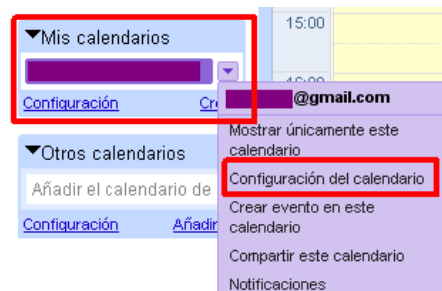 ▼Mis calendarios
15:00
Configuración
@gmail.com
Mostrar únicamente este
calendario
▼Otros calendarios
Configuración del calendario
Añadir el calendario de
Crear evento en este
calendario
Configuración Añadir
Compartir este calendario
Notificaciones